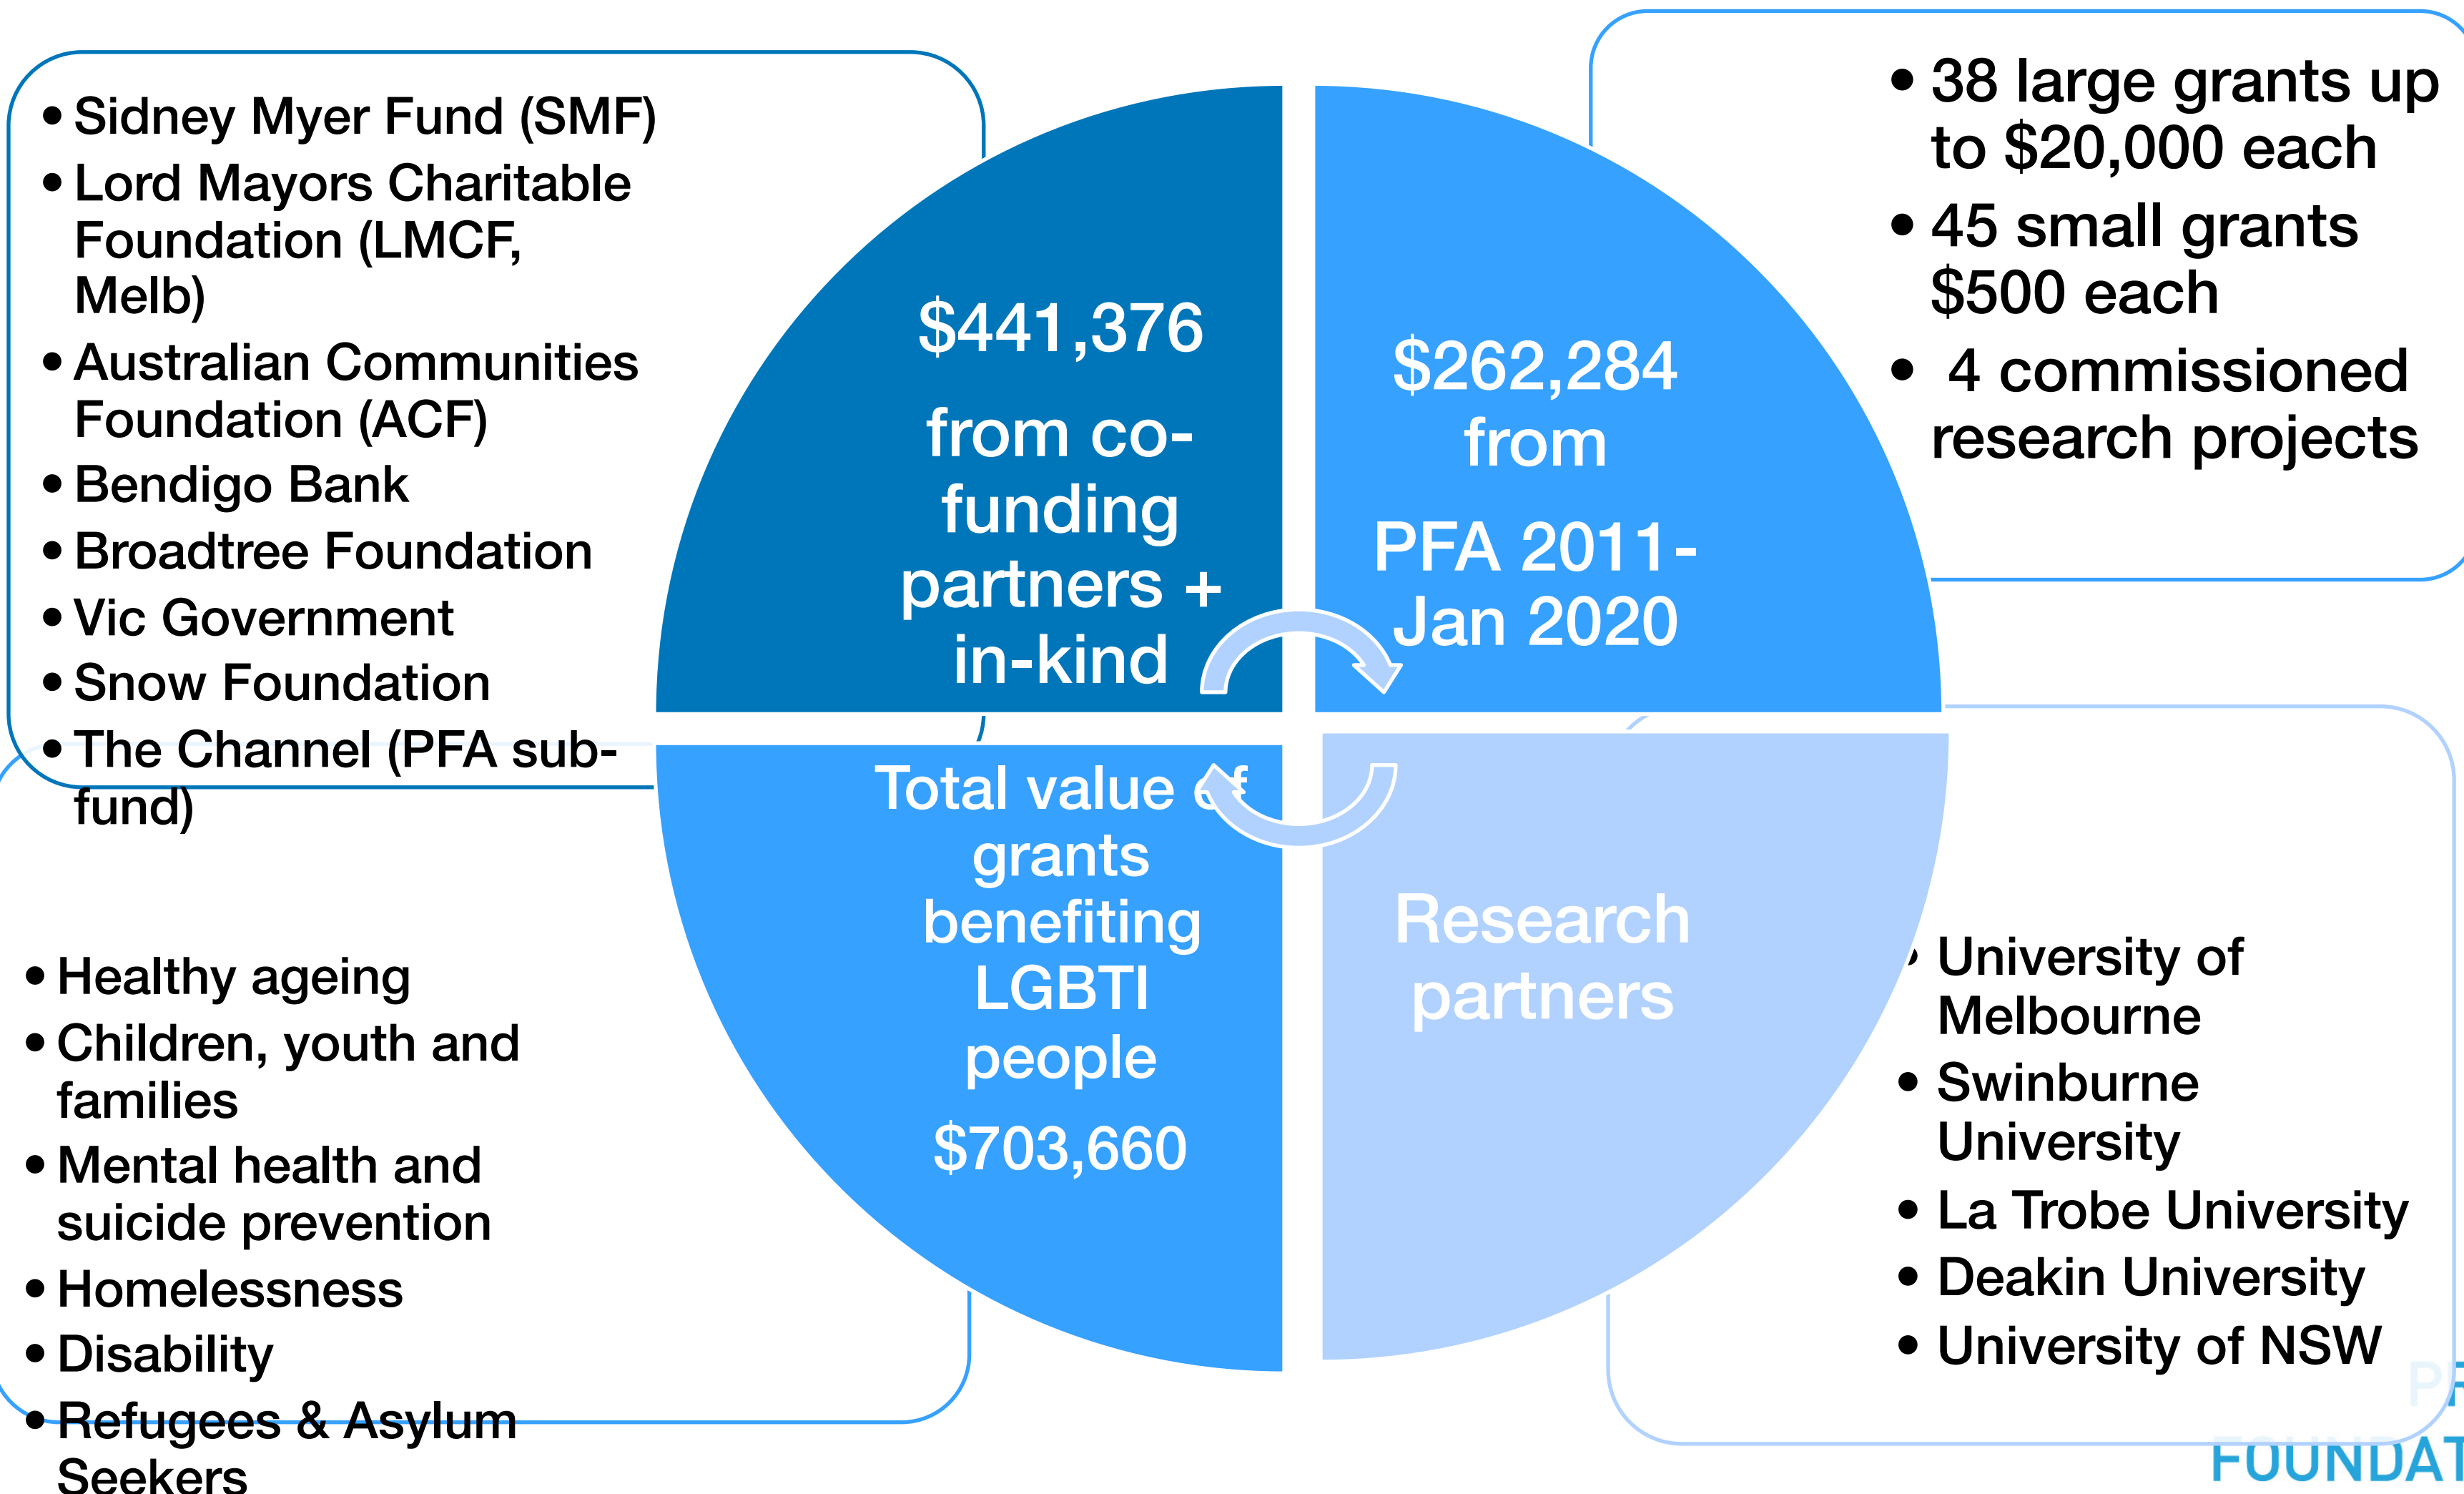 • Sidney Myer Fund (SMF)
• Lord Mayors Charitable
Foundation (LMCF,
Melb)
• Australian Communities
Foundation (ACF)
• Bendigo Bank
• Broadtree Foundation
• Vic Government
• Snow Foundation
• The Channel (PFA sub-
fund)
$441,376
from co-
funding
partners +
in-kind
$262,284
from
PFA 2011-
Jan 2020
• 38 large grants up
to $20,000 each
• 45 small grants
$500 each
• 4 commissioned
research projects
• Healthy ageing
• Children, youth and
families
• Mental health and
suicide prevention
• Homelessness
• Disability
• Refugees & Asylum
Seekers
Total value of
grants
benefiting
LGBTI
people
$703,660
Research
partners
• University of
Melbourne
• Swinburne
University
• La Trobe University
• Deakin University
• University of NSW